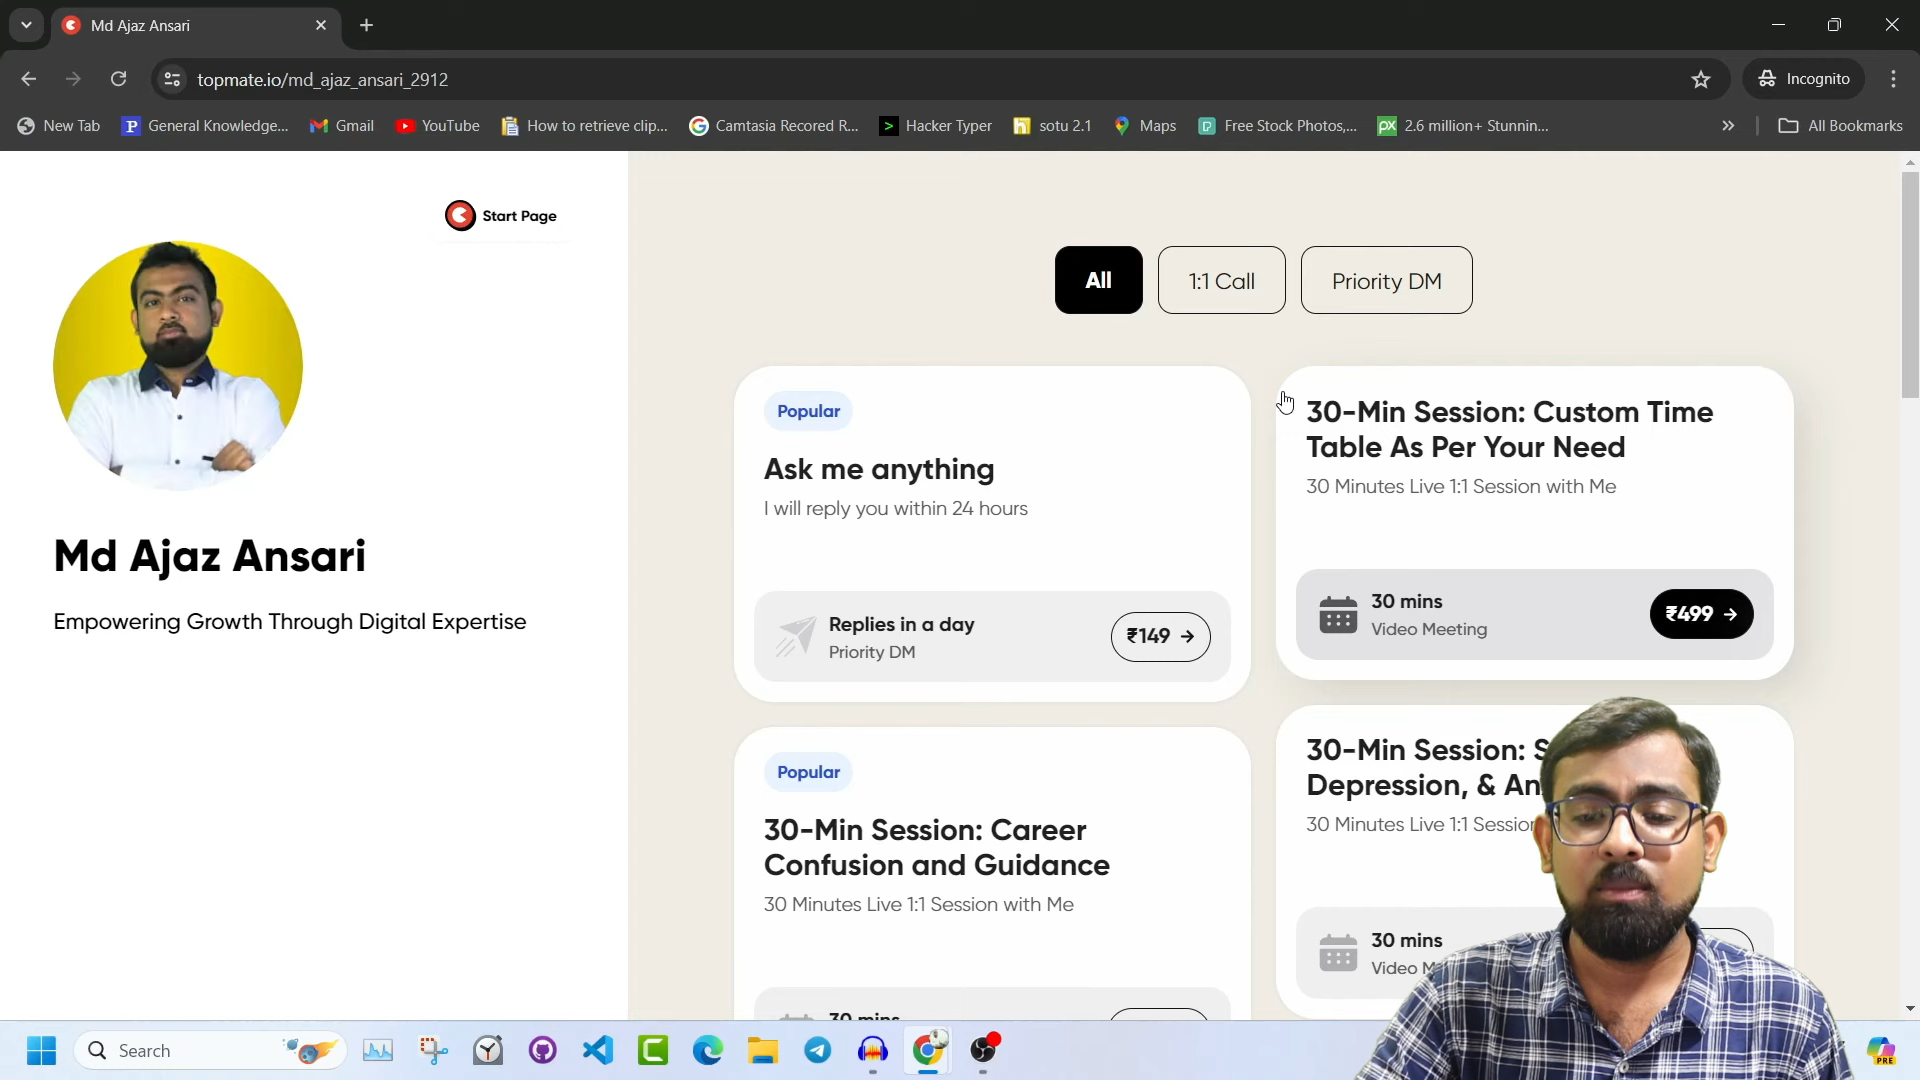 Md Ajaz Ansari
topmate.io/md_ajaz_ansari_2912
Incognito
New Tab
General Knowledge...
Gmail
YouTube
How to retrieve clip...
Camtasia Recored R...
Hacker Typer
sotu 2.1
Maps
Free Stock Photos,...
2.6 million+ Stunnin...
All Bookmarks
Start Page
Md Ajaz Ansari
Empowering Growth Through Digital Expertise
All
1:1 Call
Priority DM
Popular
Ask me anything
I will reply you within 24 hours
Replies in a day
Priority DM
₹149 →
30-Min Session: Custom Time
Table As Per Your Need
30 Minutes Live 1:1 Session with Me
30 mins
Video Meeting
₹499 →
Popular
30-Min Session: Career
Confusion and Guidance
30 Minutes Live 1:1 Session with Me
30 mins
30-Min Session:
Depression, &
30 Minutes Live 1:1 Session
30 mins
Video
Search
PRE